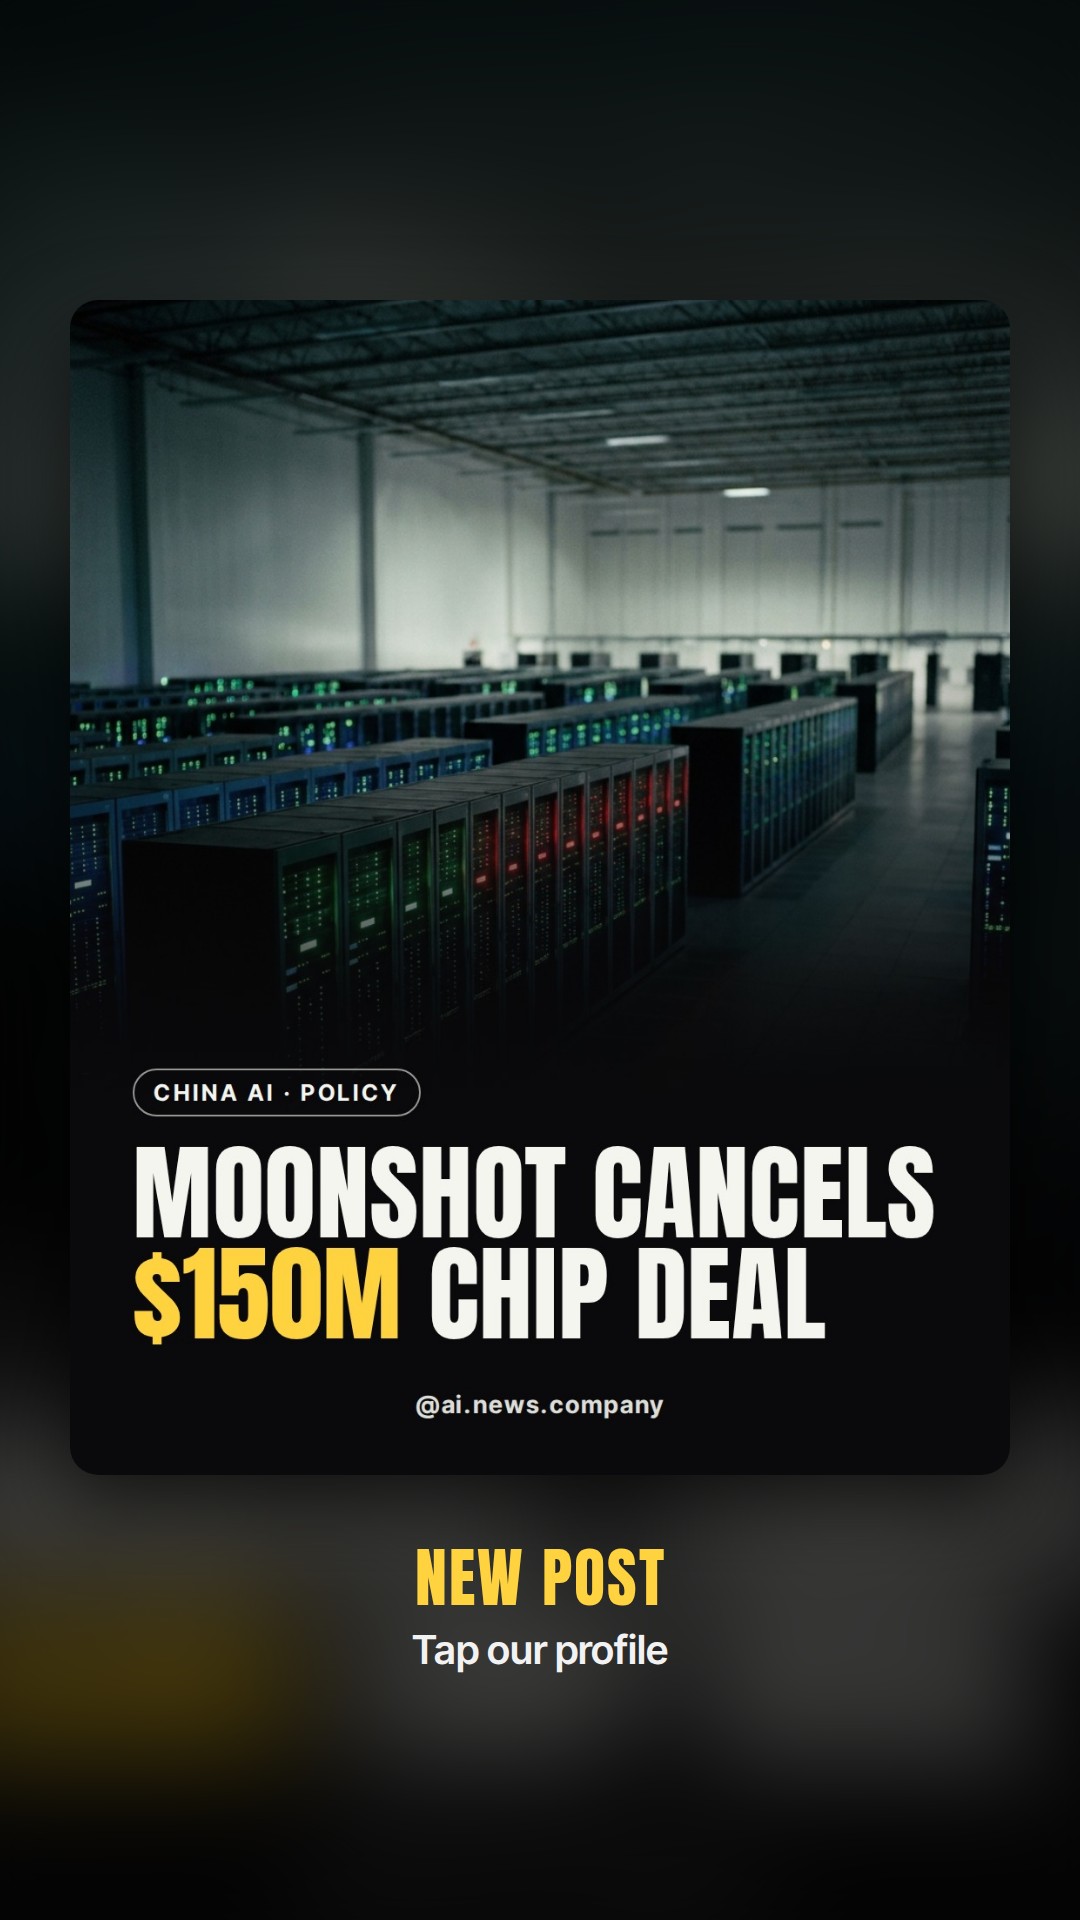 CHINA AI · POLICY
MOONSHOT CANCELS
$150M CHIP DEAL
@ai.news.company
NEW POST
Tap our profile